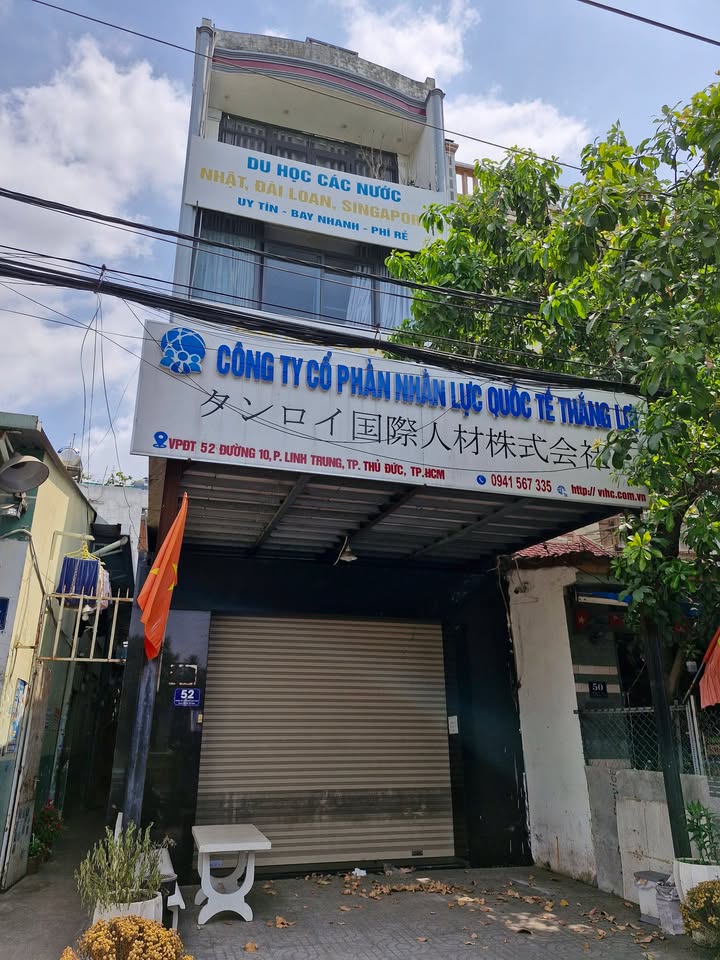 DU HỌC CÁC NƯỚC
NHẬT, ĐÀI LOAN, SINGAPO
UY TÍN - BAY NHANH - PHÍ RẺ
CÔNG TY CỔ PHẦN NHÂN LỰC QUỐC TẾ THẮNG
タンロイ国際人材株式会社
VPĐT 52 ĐƯỜNG 10, P. LINH TRUNG, TP. THỦ ĐỨC, TP.HCM
0941 567 335
http:// vihc.com.vn
52
50